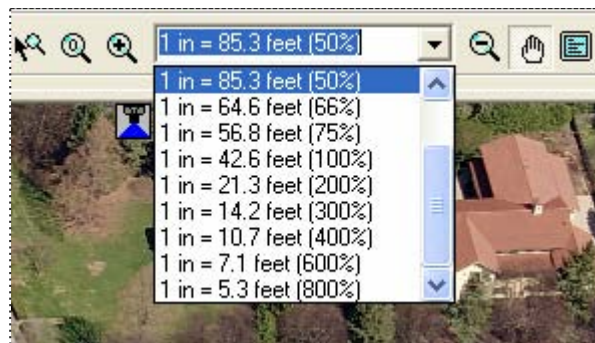 1 in = 85.3 feet (50%)
1 in = 85.3 feet (50%)
1 in = 64.6 feet (66%)
1 in = 56.8 feet (75%)
1 in = 42.6 feet (100%)
1 in = 21.3 feet (200%)
1 in = 14.2 feet (300%)
1 in = 10.7 feet (400%)
1 in = 7.1 feet (600%)
1 in = 5.3 feet (800%)